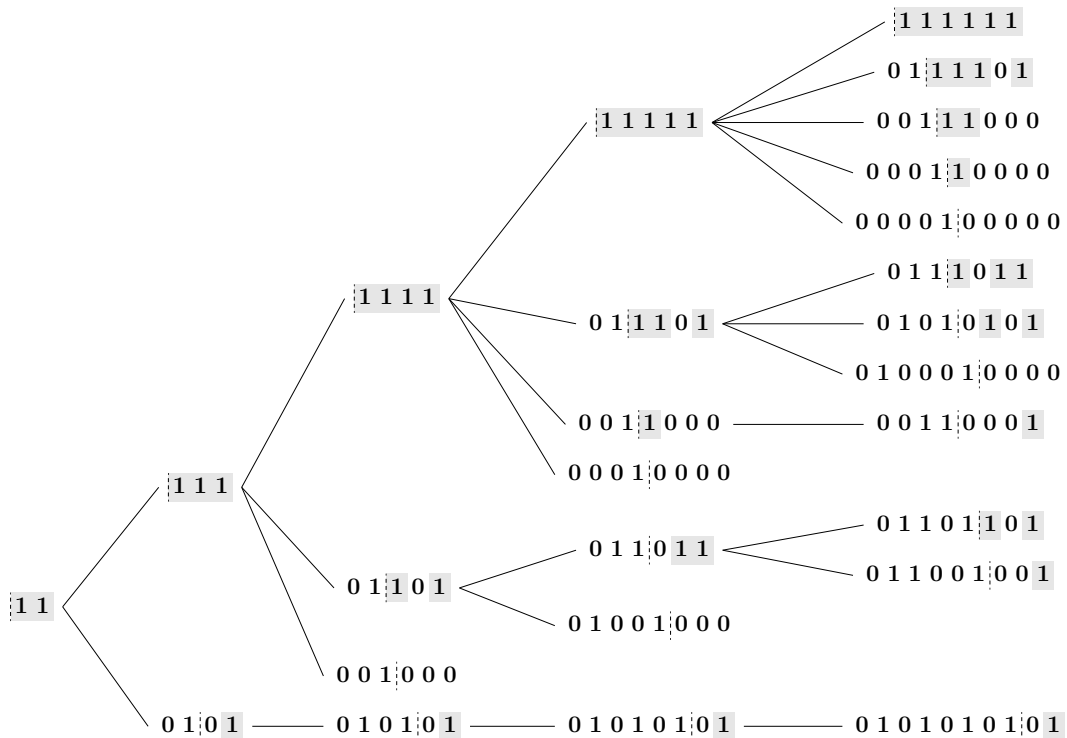 1 1 1 1 1 1
0 1 1 1 1 0 1
1 1 1 1 1
0 0 1 1 1 0 0 0
0 0 0 1 1 0 0 0 0
0 0 0 0 1 0 0 0 0 0
0 1 1 1 0 1 1
1 1 1 1
0 1 1 1 0 1
0 1 0 1 0 1 0 1
0 1 0 0 0 1 0 0 0 0
0 0 1 1 0 0 0
0 0 1 1 0 0 0 1
0 0 0 1 0 0 0 0
1 1 1
0 1 1 0 1 1 0 1
0 1 1 0 1 1
0 1 1 0 0 1 0 0 1
0 1 1 0 1
1 1
0 1 0 0 1 0 0 0
0 0 1 0 0 0
0 1 0 1
0 1 0 1 0 1
0 1 0 1 0 1 0 1
0 1 0 1 0 1 0 1 0 1